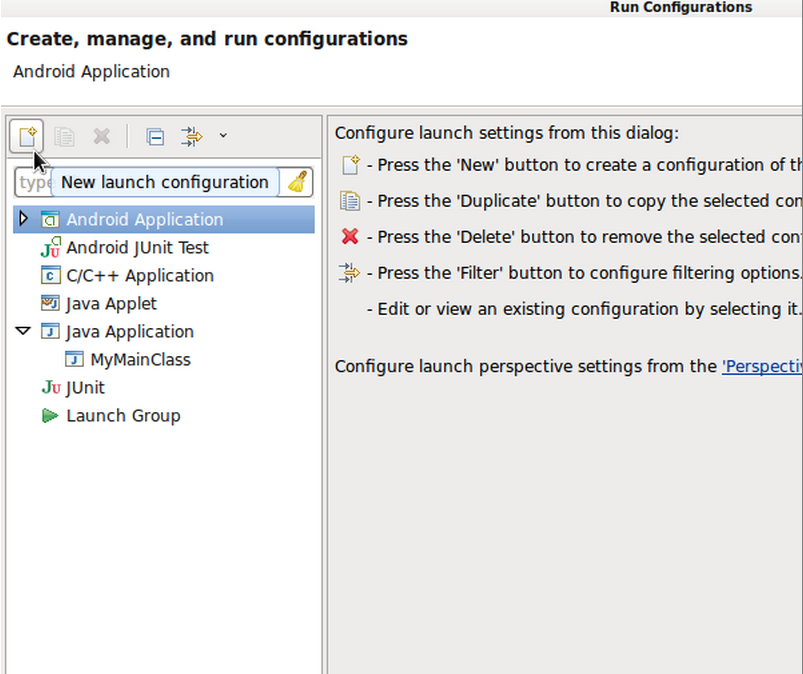 Run Configurations
Create, manage, and run configurations
Android Application
type
New launch configuration
Android Application
Android JUnit Test
C/C++ Application
Java Applet
Java Application
MyMainClass
JUnit
Launch Group
Configure launch settings from this dialog:
- Press the 'New' button to create a configuration of th
- Press the 'Duplicate' button to copy the selected con
- Press the 'Delete' button to remove the selected con
- Press the 'Filter' button to configure filtering options.
- Edit or view an existing configuration by selecting it.
Configure launch perspective settings from the 'Perspectiv